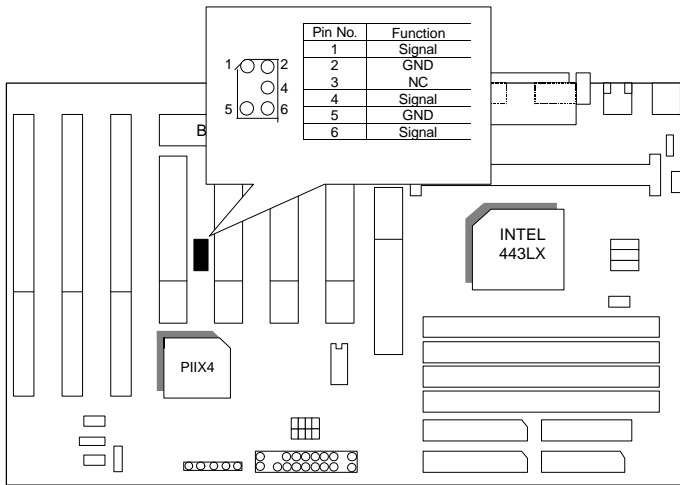 Pin No. Function
1 Signal
2 GND
3 NC
4 Signal
5 GND
6 Signal
1 2
4
5 6
B
INTEL
443LX
PIIX4